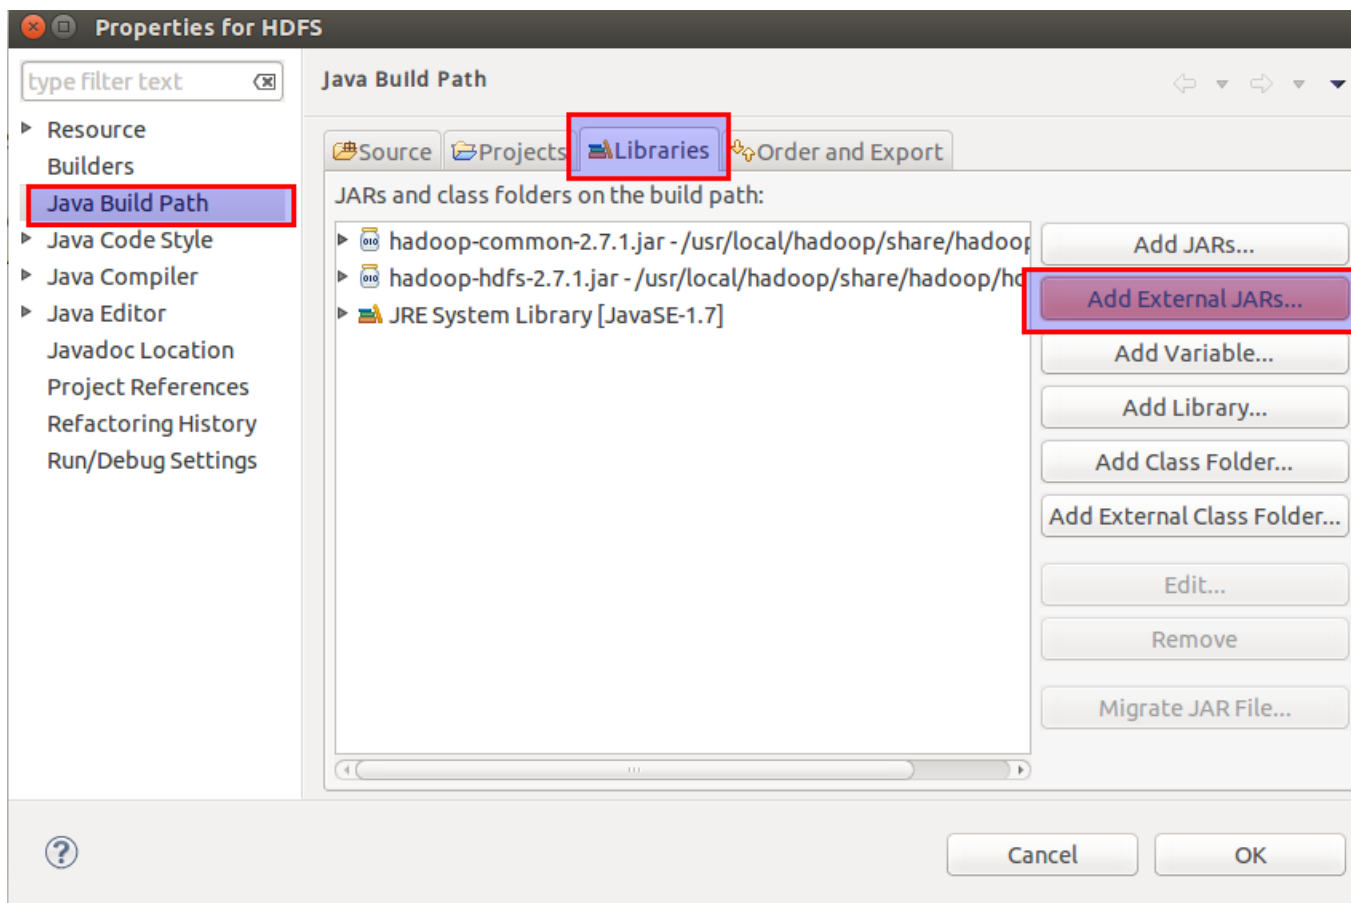 Properties for HDFS
type filter text
Resource
Builders
Java Build Path
Java Code Style
Java Compiler
Java Editor
Javadoc Location
Project References
Refactoring History
Run/Debug Settings
Java Build Path
Source Projects Libraries Order and Export
JARs and class folders on the build path:
hadoop-common-2.7.1.jar - /usr/local/hadoop/share/hadoop
hadoop-hdfs-2.7.1.jar - /usr/local/hadoop/share/hadoop/
JRE System Library [JavaSE-1.7]
Add JARs...
Add External JARs...
Add Variable...
Add Library...
Add Class Folder...
Add External Class Folder...
Edit...
Remove
Migrate JAR File...
Cancel OK